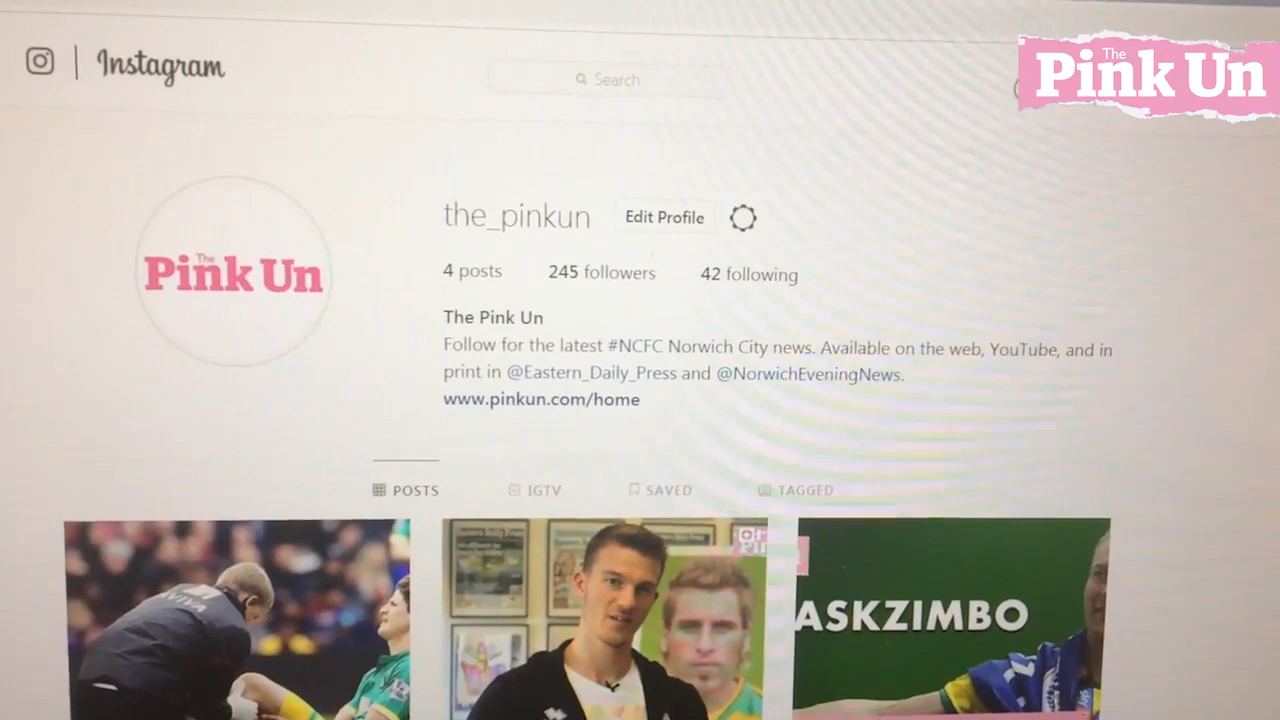 Instagram
Search
The
Pink Un
The
Pink Un
the_pinkun Edit Profile
4 posts 245 followers 42 following
The Pink Un
Follow for the latest #NCFC Norwich City news. Available on the web, YouTube, and in
print in @Eastern_Daily_Press and @NorwichEveningNews.
www.pinkun.com/home
POSTS IGTV SAVED TAGGED
AVIVA
ASKZIMBO